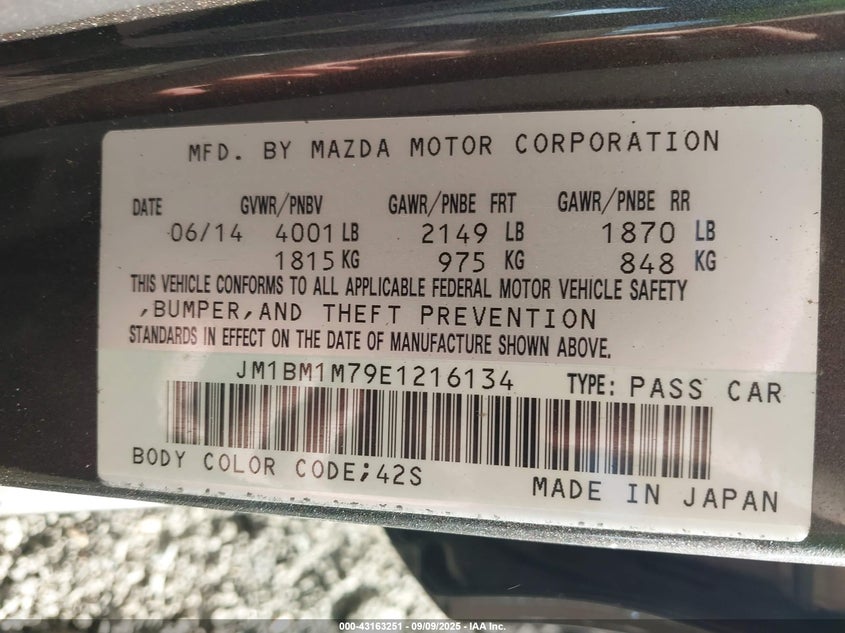 MFD. BY MAZDA MOTOR CORPORATION
DATE GVWR/PNBV GAWR/PNBE FRT GAWR/PNBE RR
06/14 4001 LB 2149 LB 1870 LB
1815 KG 975 KG 848 KG
THIS VEHICLE CONFORMS TO ALL APPLICABLE FEDERAL MOTOR VEHICLE SAFETY
,BUMPER,AND THEFT PREVENTION
STANDARDS IN EFFECT ON THE DATE OF MANUFACTURE SHOWN ABOVE.
JM1BM1M79E1216134 TYPE: PASS CAR
BODY COLOR CODE;42S
MADE IN JAPAN
000-43163251 - 09/09/2025 - IAA Inc.